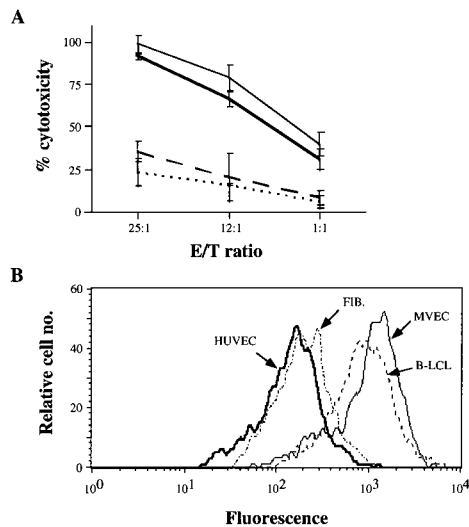 A
% cytotoxicity
100
75
50
25
0
25:1 12:1 1:1
E/T ratio
B
Relative cell no.
60
40
20
0
HUVEC
FIB.
MVEC
B-LCL
10^0 10^1 10^2 10^3 10^4
Fluorescence